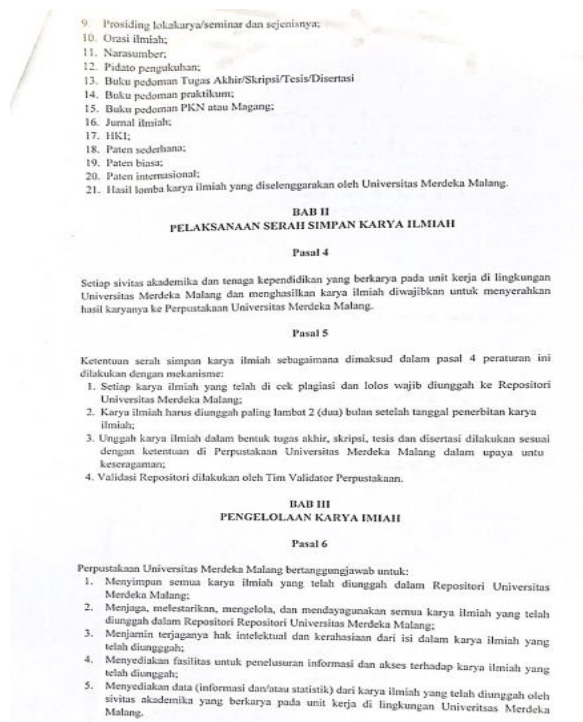 9. Prosiding lokakarya/seminar dan sejenisnya;
10. Orasi ilmiah;
11. Narasumber;
12. Pidato pengukuhan;
13. Buku pedoman Tugas Akhir/Skripsi/Tesis/Disertasi
14. Buku pedoman praktikum;
15. Buku pedoman PKN atau Magang;
16. Jurnal ilmiah;
17. HKI;
18. Paten sederhana;
19. Paten biasa;
20. Paten internasional;
21. Hasil lomba karya ilmiah yang diselenggarakan oleh Universitas Merdeka Malang.
BAB II
PELAKSANAAN SERAH SIMPAN KARYA ILMIAH
Pasal 4
Setiap sivitas akademika dan tenaga kependidikan yang berkarya pada unit kerja di lingkungan
Universitas Merdeka Malang dan menghasilkan karya ilmiah diwajibkan untuk menyerahkan
hasil karyanya ke Perpustakaan Universitas Merdeka Malang.
Pasal 5
Ketentuan serah simpan karya ilmiah sebagaimana dimaksud dalam pasal 4 peraturan ini
dilakukan dengan mekanisme:
1. Setiap karya ilmiah yang telah di cek plagiasi dan lolos wajib diunggah ke Repositori
Universitas Merdeka Malang;
2. Karya ilmiah harus diunggah paling lambat 2 (dua) bulan setelah tanggal penerbitan karya
ilmiah;
3. Unggah karya ilmiah dalam bentuk tugas akhir, skripsi, tesis dan disertasi dilakukan sesuai
dengan ketentuan di Perpustakaan Universitas Merdeka Malang dalam upaya untu
keseragaman;
4. Validasi Repositori dilakukan oleh Tim Validator Perpustakaan.
BAB III
PENGELOLAAN KARYA IMIAH
Pasal 6
Perpustakaan Universitas Merdeka Malang bertanggungjawab untuk:
1. Menyimpan semua karya ilmiah yang telah diunggah dalam Repositori Universitas
Merdeka Malang;
2. Menjaga, melestarikan, mengelola, dan mendayagunakan semua karya ilmiah yang telah
diunggah dalam Repositori Repositori Universitas Merdeka Malang;
3. Menjamin terjaganya hak intelektual dan kerahasiaan dari isi dalam karya ilmiah yang
telah diungggah;
4. Menyediakan fasilitas untuk penelusuran informasi dan akses terhadap karya ilmiah yang
telah diunggah;
5. Menyediakan data (informasi dan/atau statistik) dari karya ilmiah yang telah diunggah oleh
sivitas akademika yang berkarya pada unit kerja di lingkungan Univeritsas Merdeka
Malang.